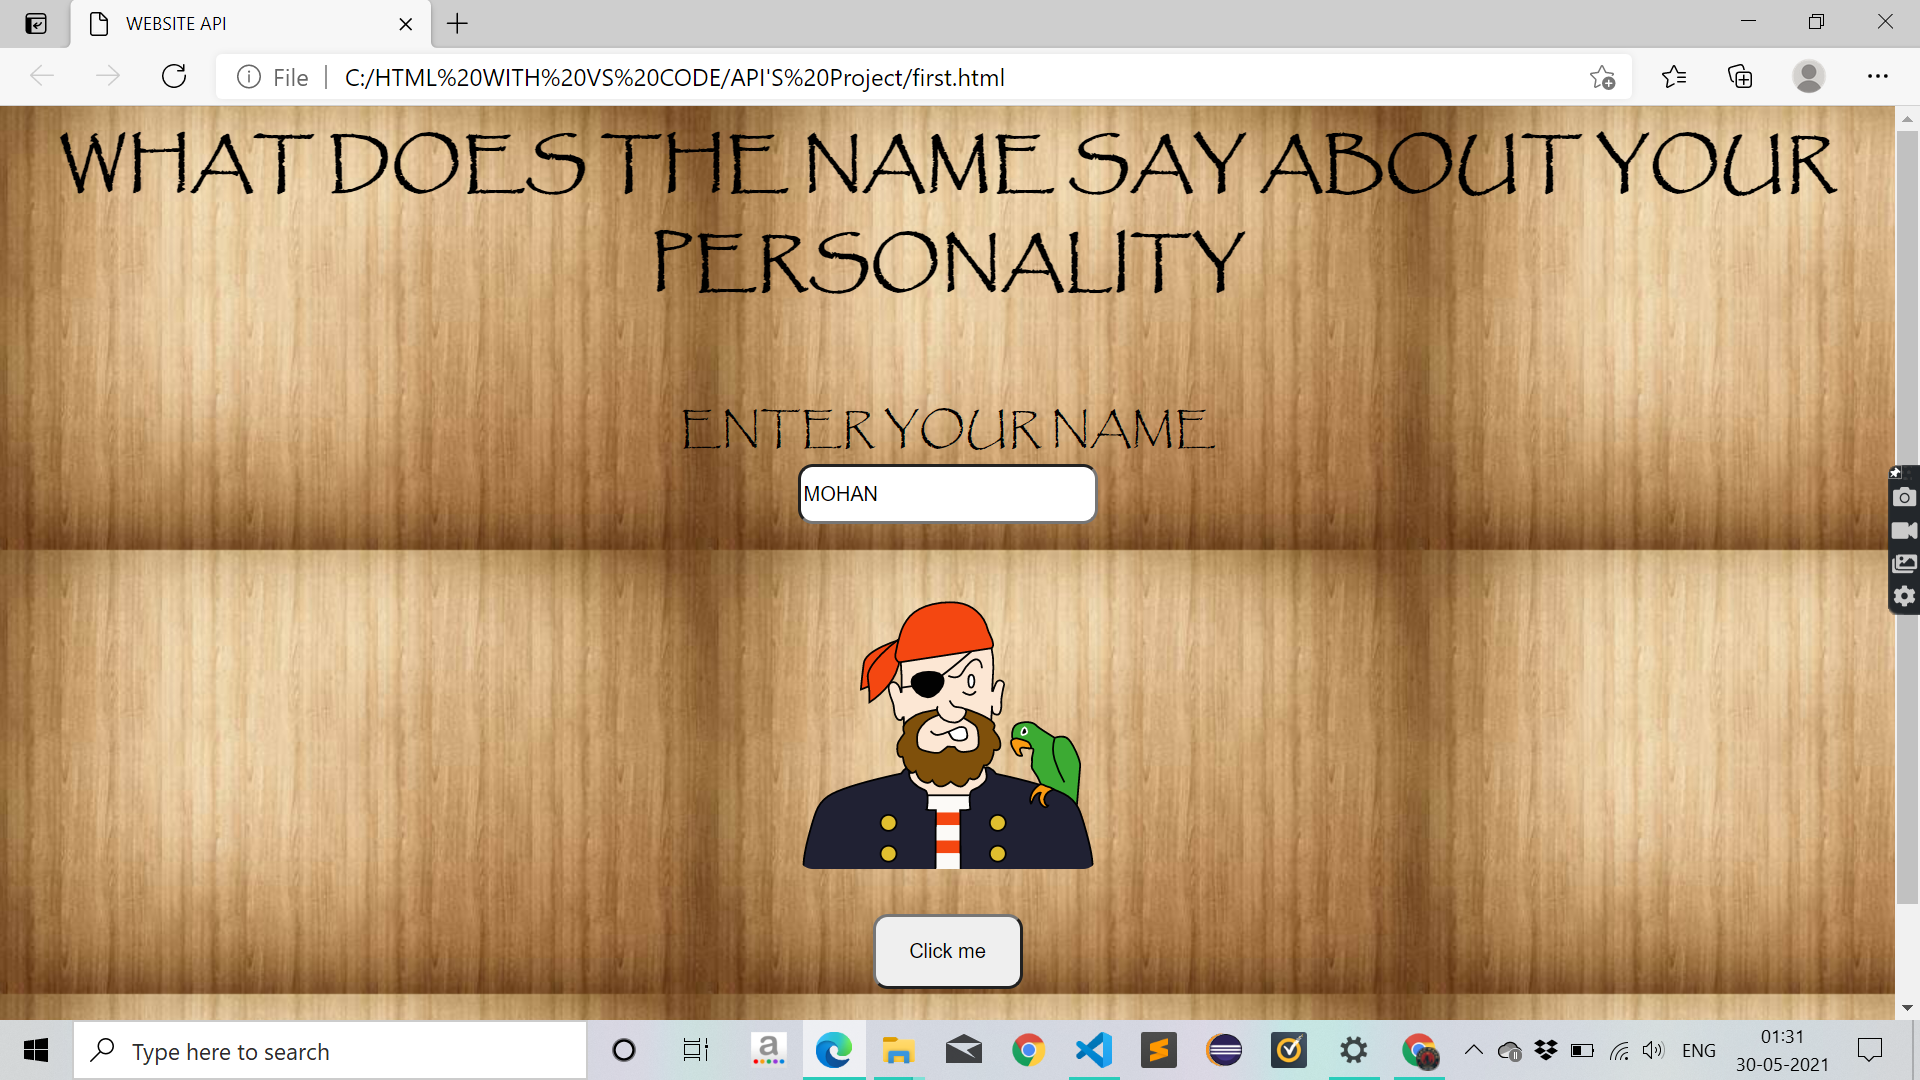 WEBSITE API
File
C:/HTML%20WITH%20VS%20CODE/API'S%20Project/first.html
WHAT DOES THE NAME SAY ABOUT YOUR
PERSONALITY
ENTER YOUR NAME
MOHAN
Click me
Type here to search
a
ENG
01:31
30-05-2021